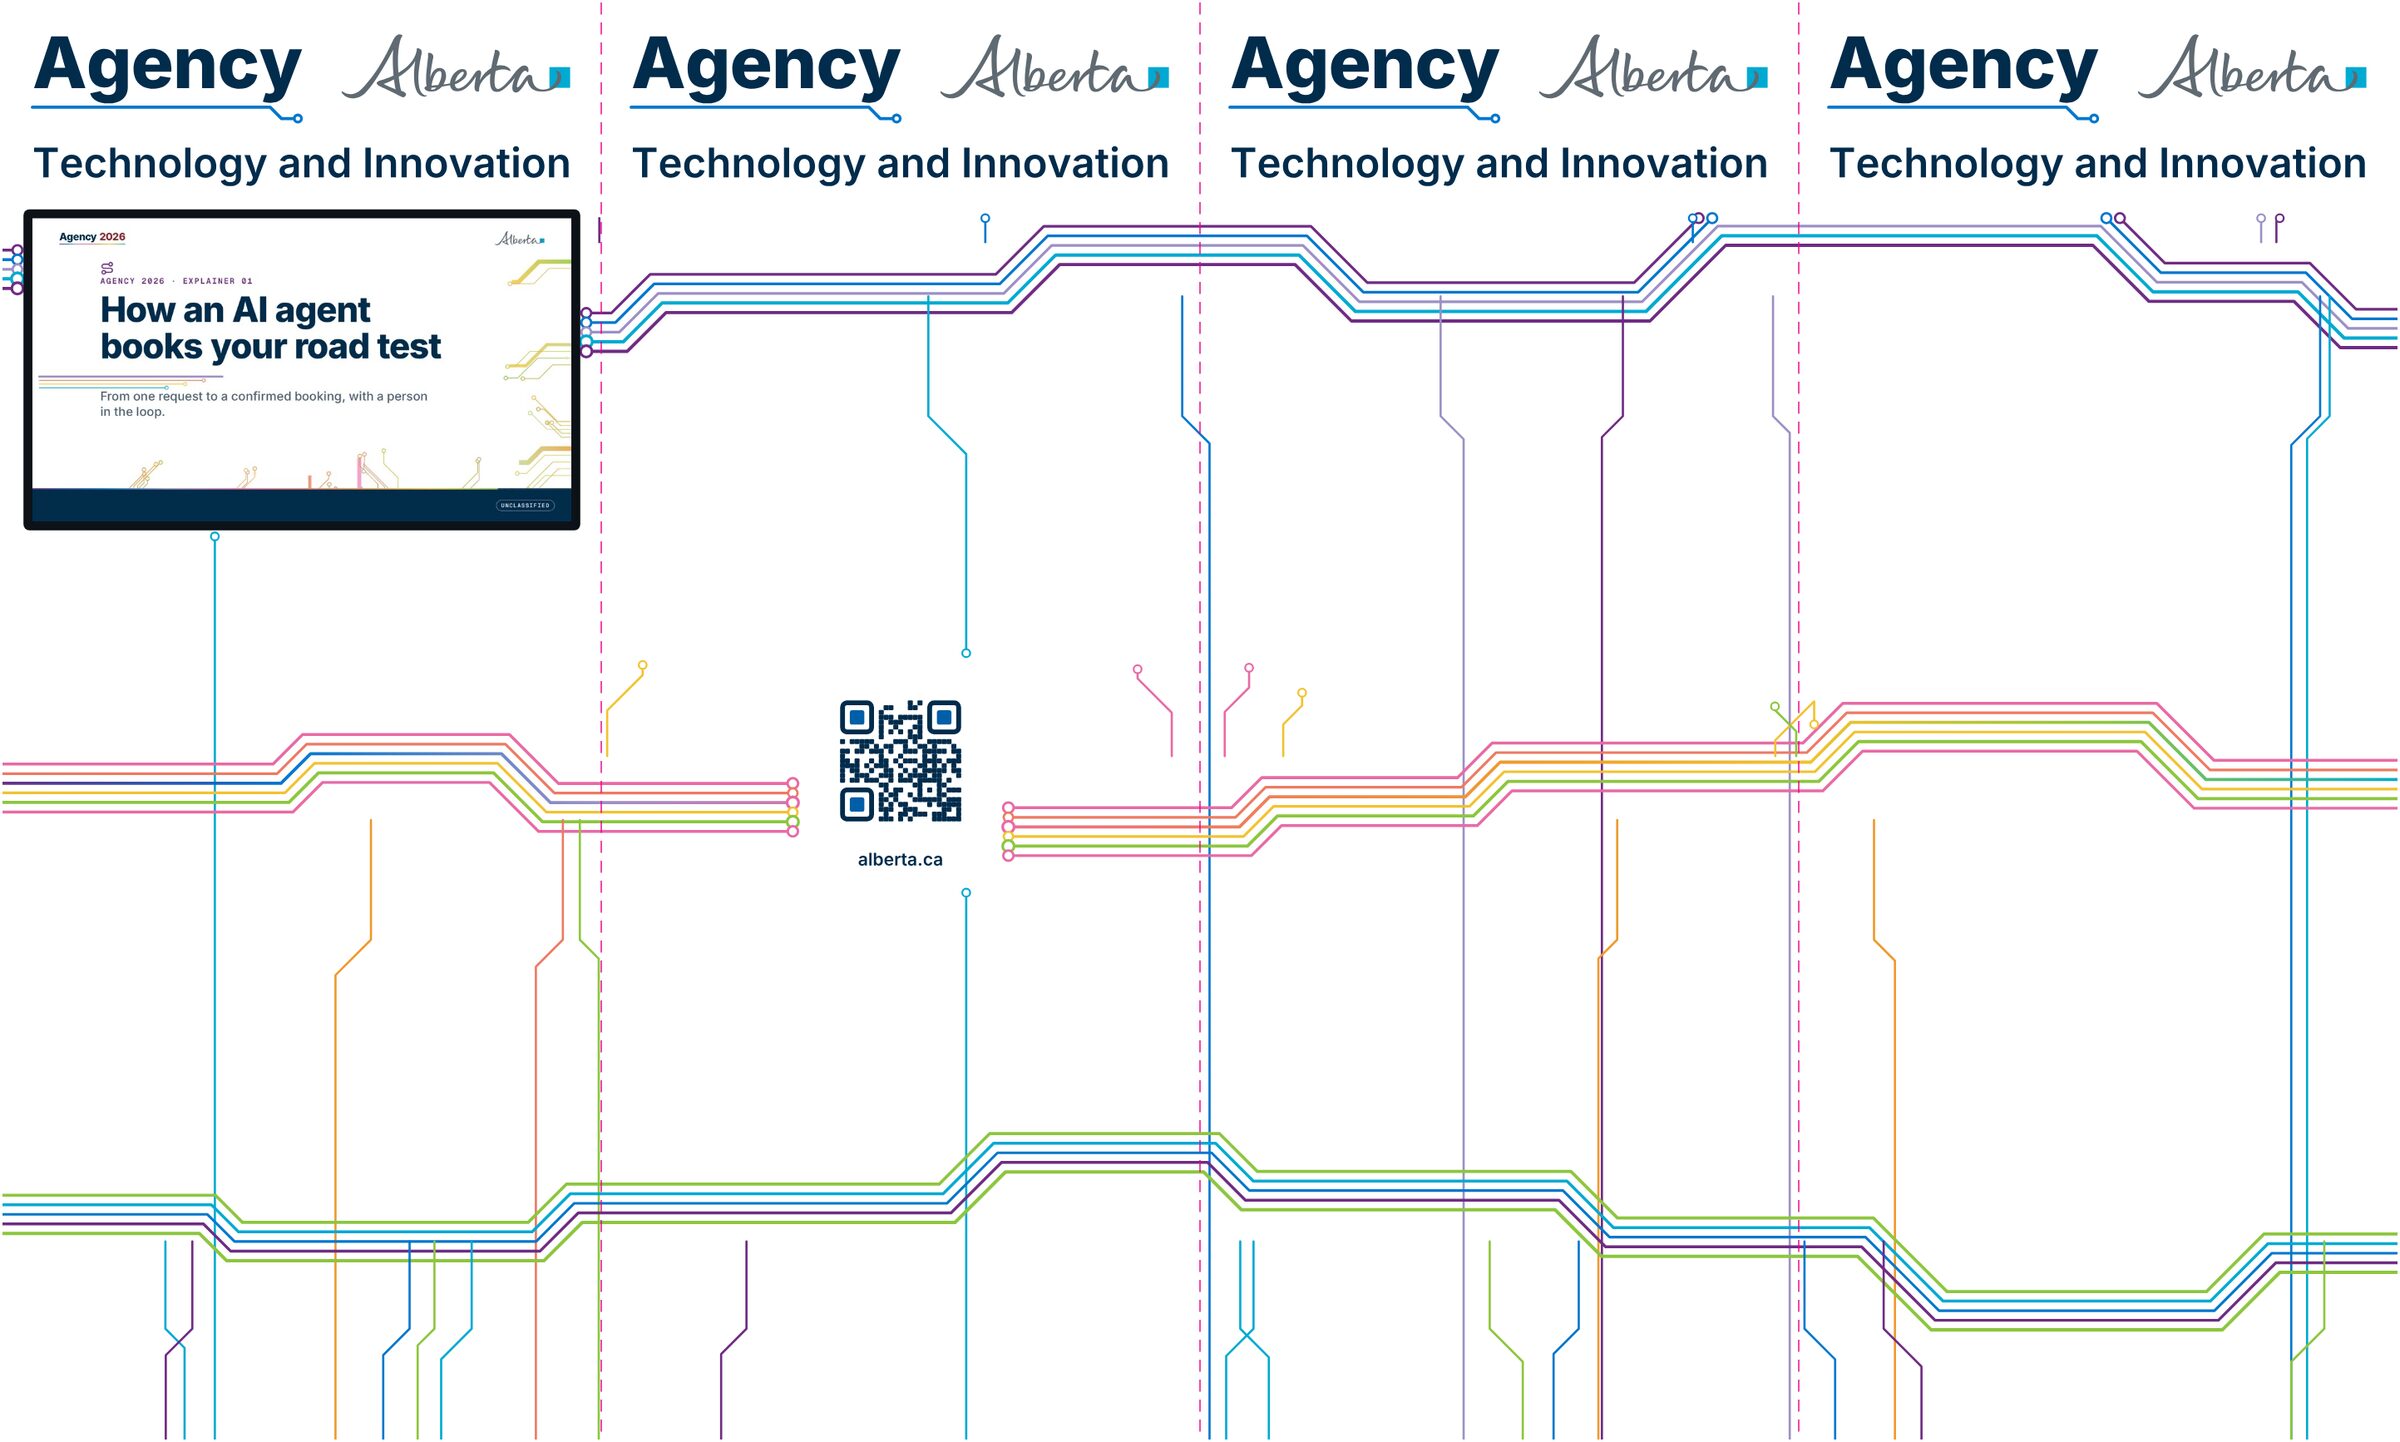 Agency Alberta
Technology and Innovation
Agency Alberta
Technology and Innovation
Agency Alberta
Technology and Innovation
Agency Alberta
Technology and Innovation
Agency 2026
Alberta
AGENCY 2026 · EXPLAINER 01
How an AI agent
books your road test
From one request to a confirmed booking, with a person
in the loop.
UNCLASSIFIED
alberta.ca